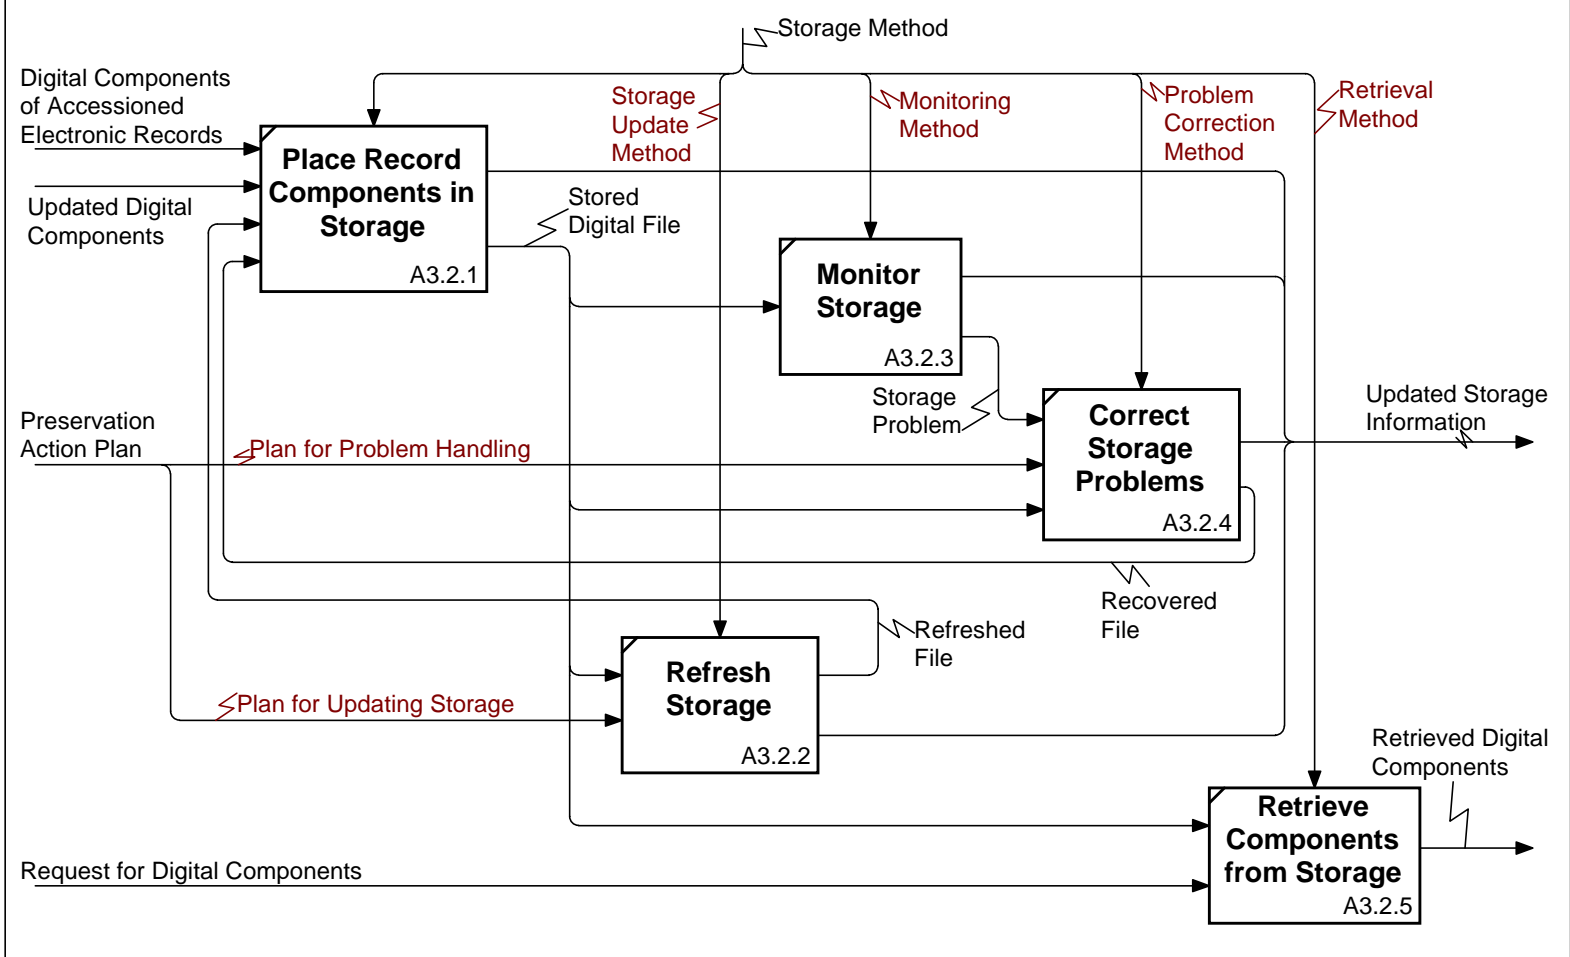 Storage Method
Digital Components
of Accessioned
Electronic Records
Storage
Update
Method
Monitoring
Method
Problem
Correction
Method
Retrieval
Method
Place Record
Components in
Storage
A3.2.1
Updated Digital
Components
Stored
Digital File
Monitor
Storage
A3.2.3
Storage
Problem
Correct
Storage
Problems
A3.2.4
Updated Storage
Information
Preservation
Action Plan
Plan for Problem Handling
Recovered
File
Refreshed
File
Refresh
Storage
A3.2.2
Plan for Updating Storage
Retrieved Digital
Components
Retrieve
Components
from Storage
A3.2.5
Request for Digital Components